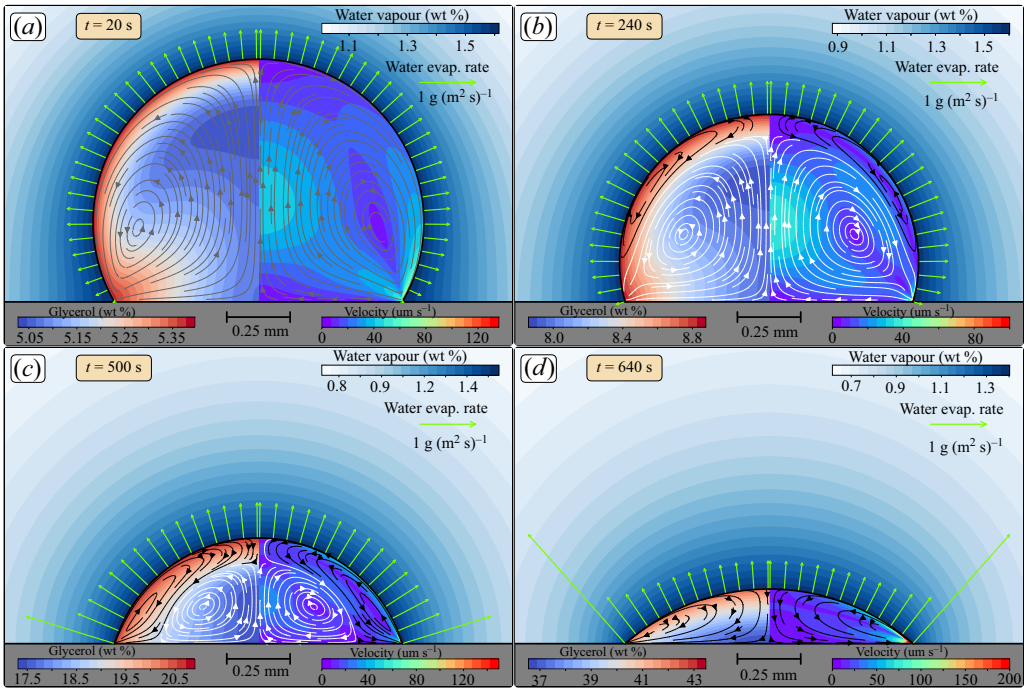 (a)
t = 20 s
Water vapour (wt %)
1.1 1.3 1.5
Water evap. rate
1 g (m² s)⁻¹
Glycerol (wt %)
5.05 5.15 5.25 5.35
0.25 mm
Velocity (um s⁻¹)
0 40 80 120
(b)
t = 240 s
Water vapour (wt %)
0.9 1.1 1.3 1.5
Water evap. rate
1 g (m² s)⁻¹
Glycerol (wt %)
8.0 8.4 8.8
0.25 mm
Velocity (um s⁻¹)
0 40 80
(c)
t = 500 s
Water vapour (wt %)
0.8 0.9 1.2 1.4
Water evap. rate
1 g (m² s)⁻¹
Glycerol (wt %)
17.5 18.5 19.5 20.5
0.25 mm
Velocity (um s⁻¹)
0 50 100
(d)
t = 640 s
Water vapour (wt %)
0.7 0.9 1.1 1.3
Water evap. rate
1 g (m² s)⁻¹
Glycerol (wt %)
37 39 41 43
0.25 mm
Velocity (um s⁻¹)
0 50 100 150 200